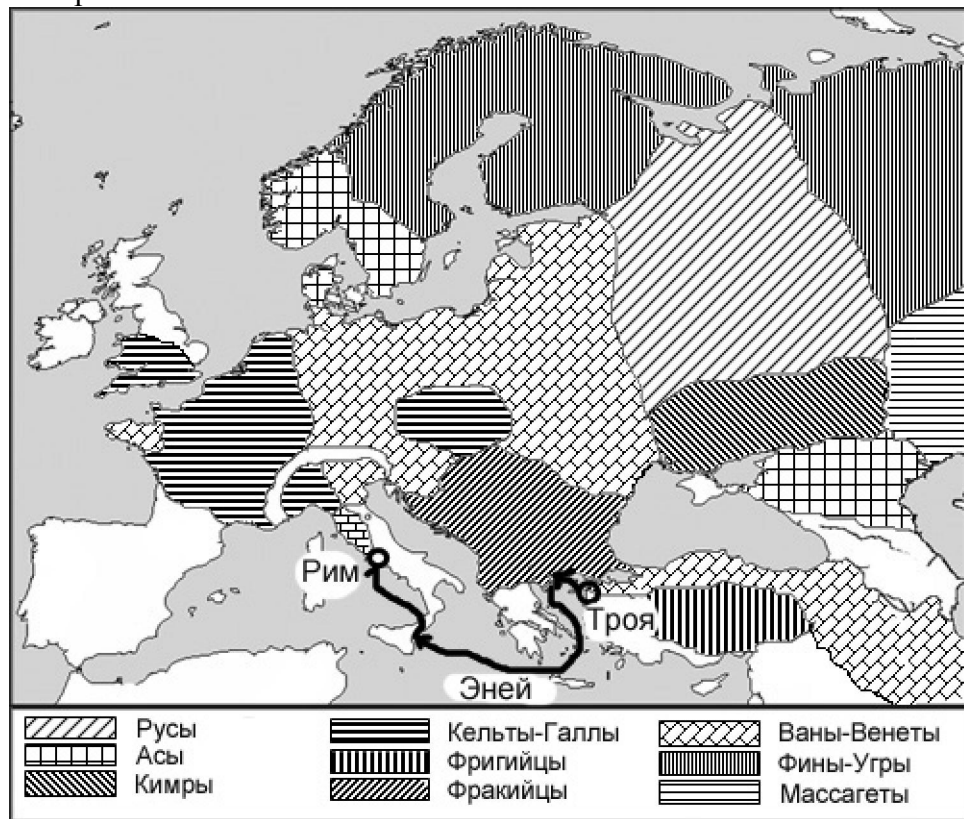 Рим
Троя
Эней
Русы
Асы
Кимры
Кельты-Галлы
Фригийцы
Фракийцы
Ваны-Венеты
Фины-Угры
Массагеты